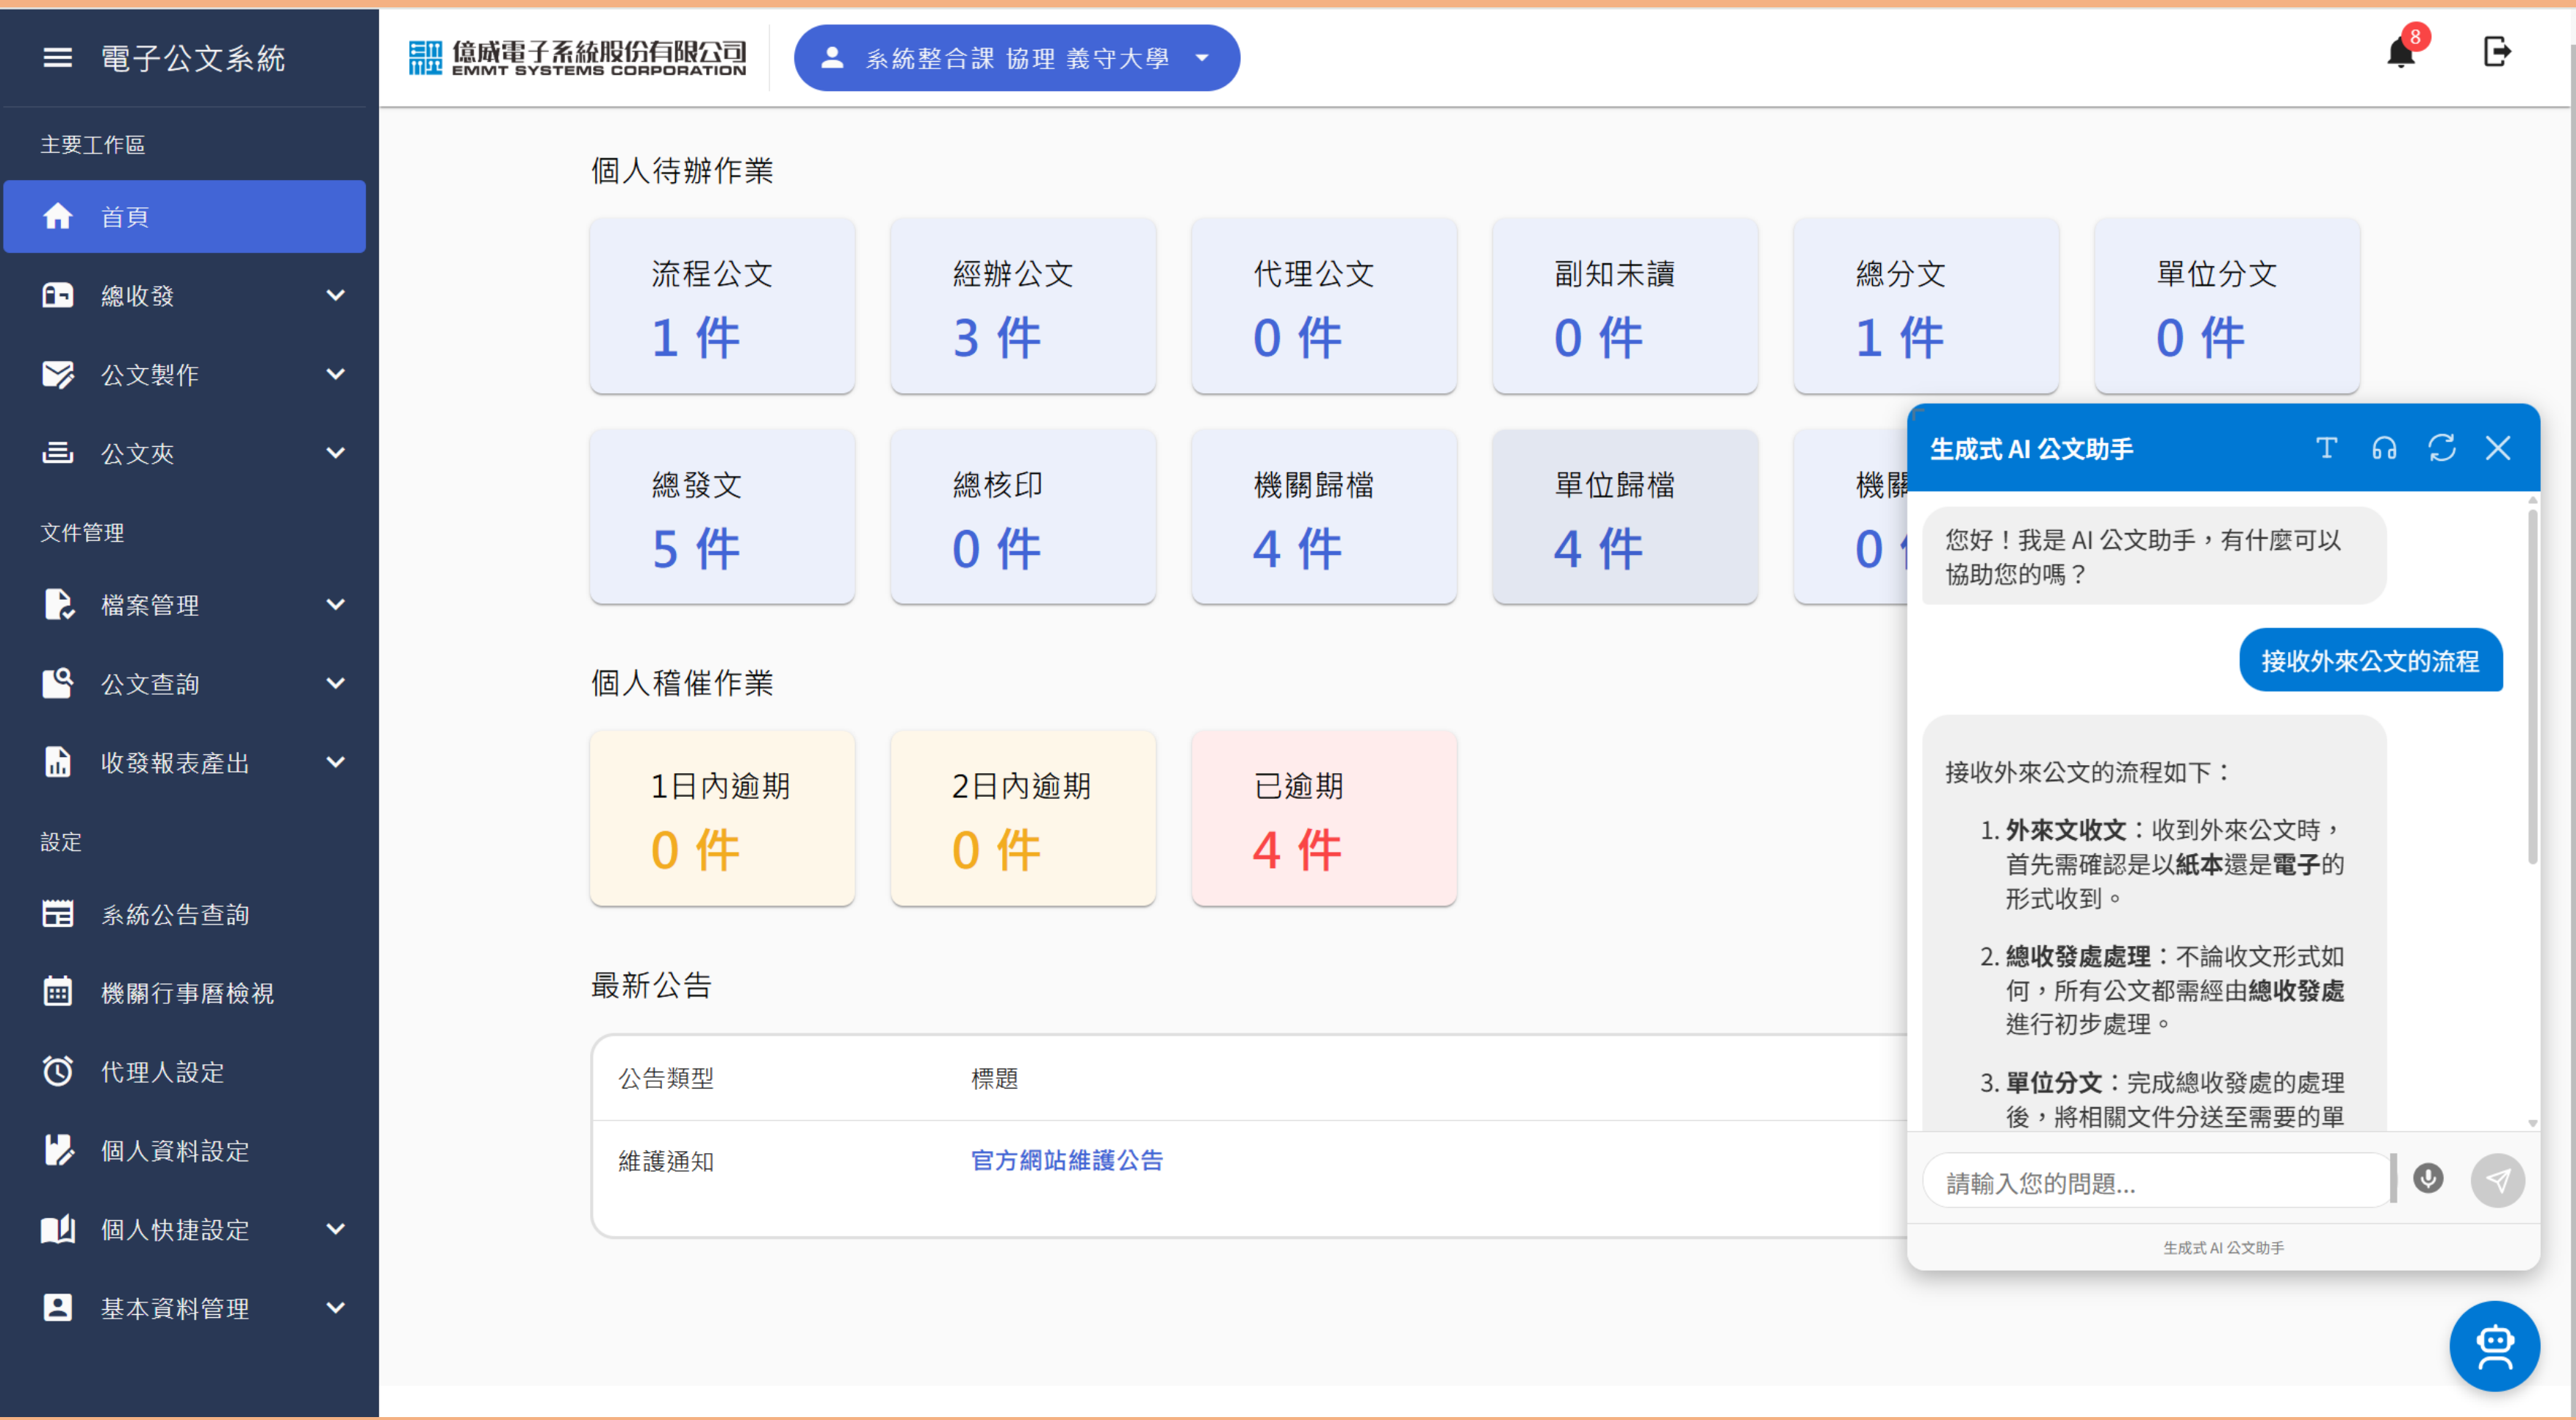 電子公文系統
億威電子系統股份有限公司
EMMT SYSTEMS CORPORATION
系統整合課 協理 義守大學
8
主要工作區
首頁
總收發
公文製作
公文夾
文件管理
檔案管理
公文查詢
收發報表產出
設定
系統公告查詢
機關行事曆檢視
代理人設定
個人資料設定
個人快捷設定
基本資料管理
個人待辦作業
流程公文
1 件
經辦公文
3 件
代理公文
0 件
副知未讀
0 件
總分文
1 件
單位分文
0 件
總發文
5 件
總核印
0 件
機關歸檔
4 件
單位歸檔
4 件
機關
0
個人稽催作業
1日內逾期
0 件
2日內逾期
0 件
已逾期
4 件
最新公告
公告類型 標題
維護通知 官方網站維護公告
生成式 AI 公文助手
您好！我是 AI 公文助手，有什麼可以
協助您的嗎？
接收外來公文的流程
接收外來公文的流程如下：
1. 外來文收文：收到外來公文時，
首先需確認是以紙本還是電子的
形式收到。
2. 總收發處處理：不論收文形式如
何，所有公文都需經由總收發處
進行初步處理。
3. 單位分文：完成總收發處的處理
後，將相關文件分送至需要的單
請輸入您的問題...
生成式 AI 公文助手